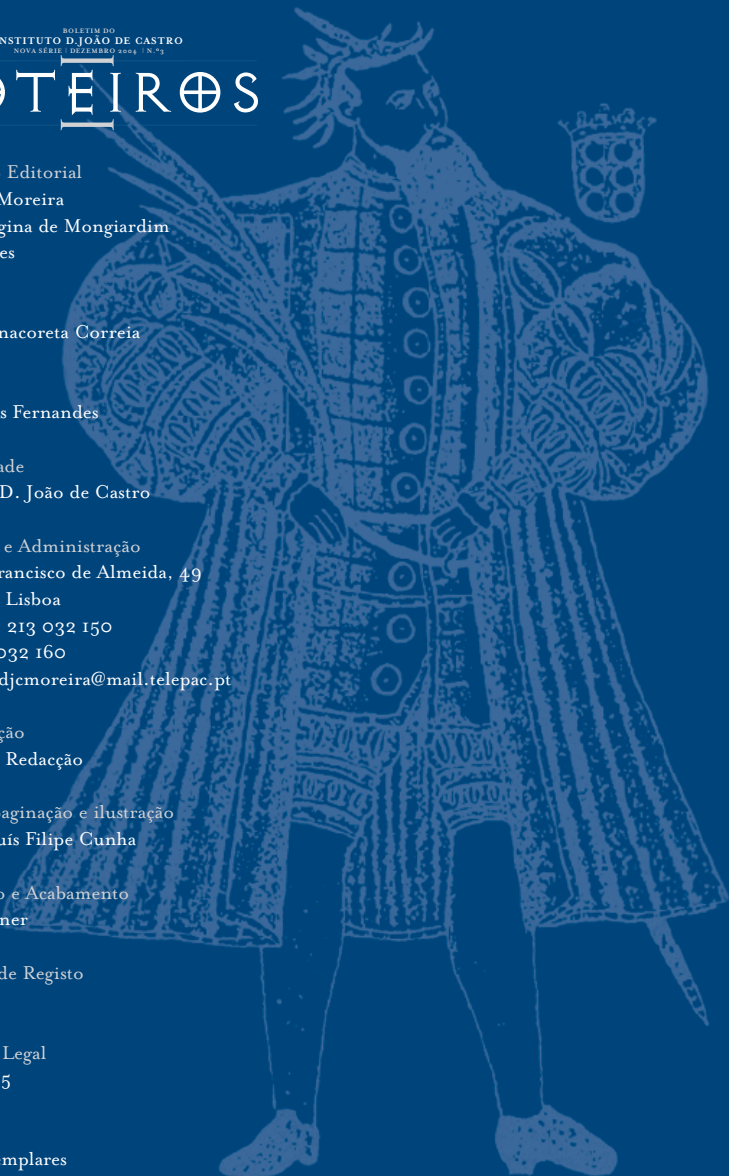 BOLETIM DO
NSTITUTO D.JOÃO DE CASTRO
NOVA SÉRIE | DEZEMBRO 2004 | N.º3
OTEIROS
Editorial
Moreira
gina de Mongiardim
es
nacoreta Correia
s Fernandes
ade
D. João de Castro
e Administração
rancisco de Almeida, 49
Lisboa
213 032 150
032 160
djcmoreira@mail.telepac.pt
ção
Redacção
aginação e ilustração
uís Filipe Cunha
o e Acabamento
ner
de Registo
Legal
5
emplares